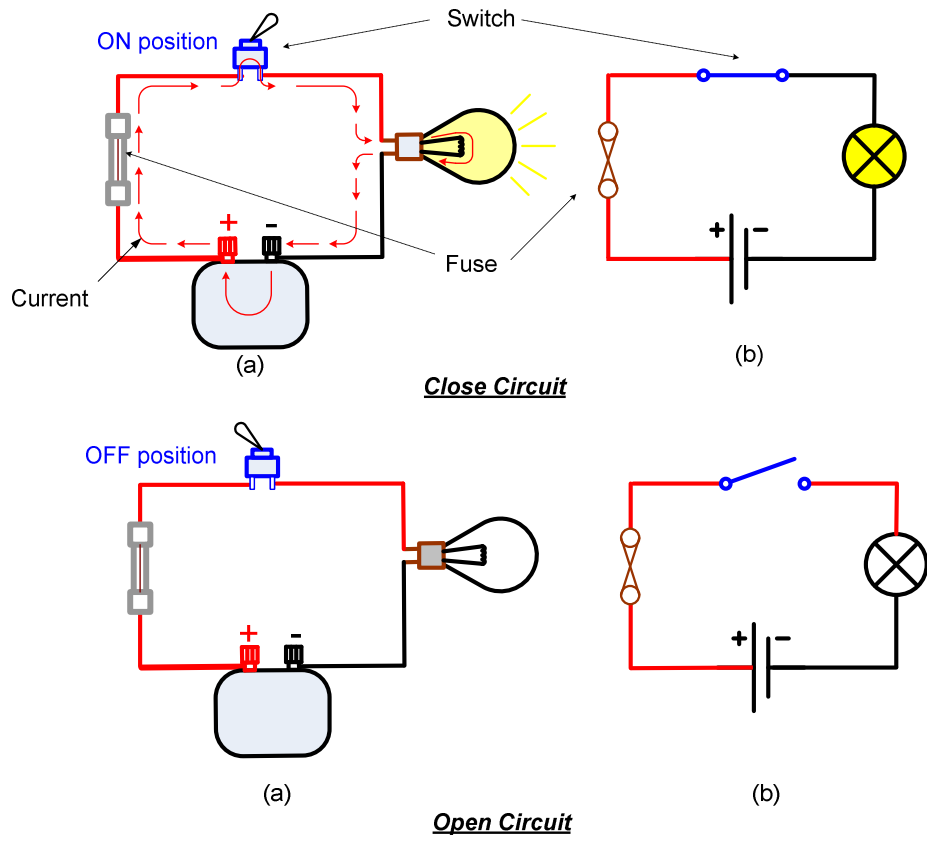 Switch
ON position
+
-
+
-
Fuse
Current
(a)
(b)
Close Circuit
OFF position
+
-
+
-
(a)
(b)
Open Circuit